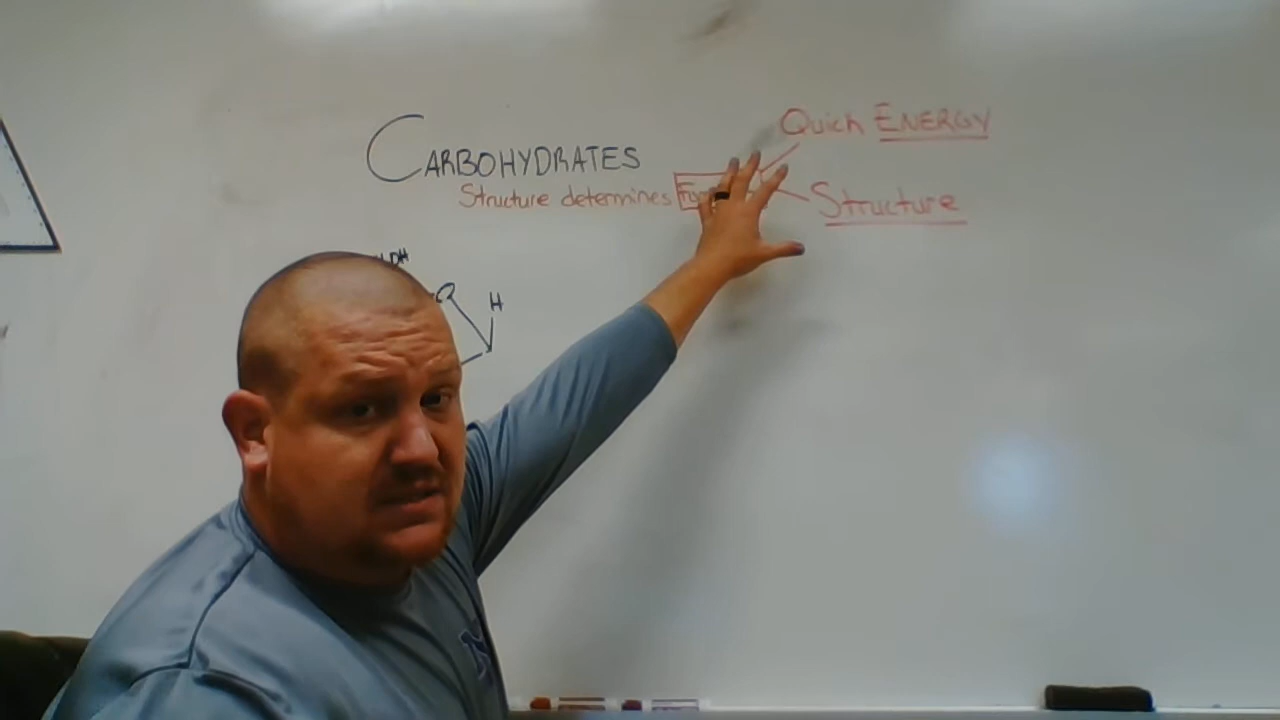 Quick ENERGY
CARBOHYDRATES
Structure determines
Structure
H